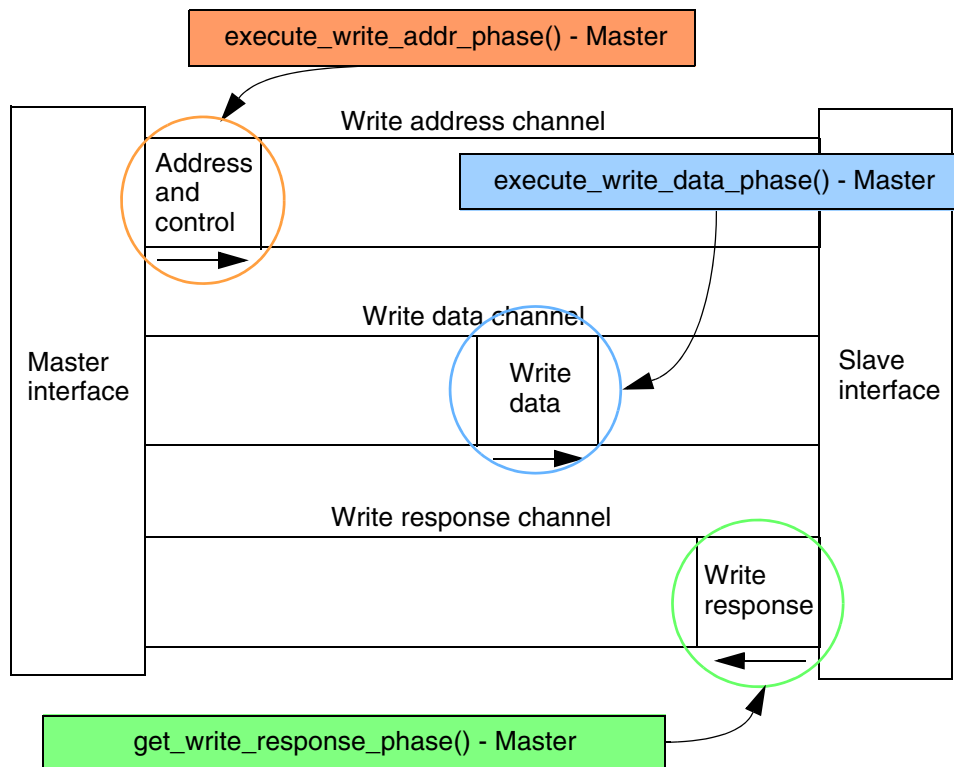 execute_write_addr_phase() - Master
Write address channel
Address
and
control
execute_write_data_phase() - Master
Write data channel
Master
interface
Write
data
Slave
interface
Write response channel
Write
response
get_write_response_phase() - Master